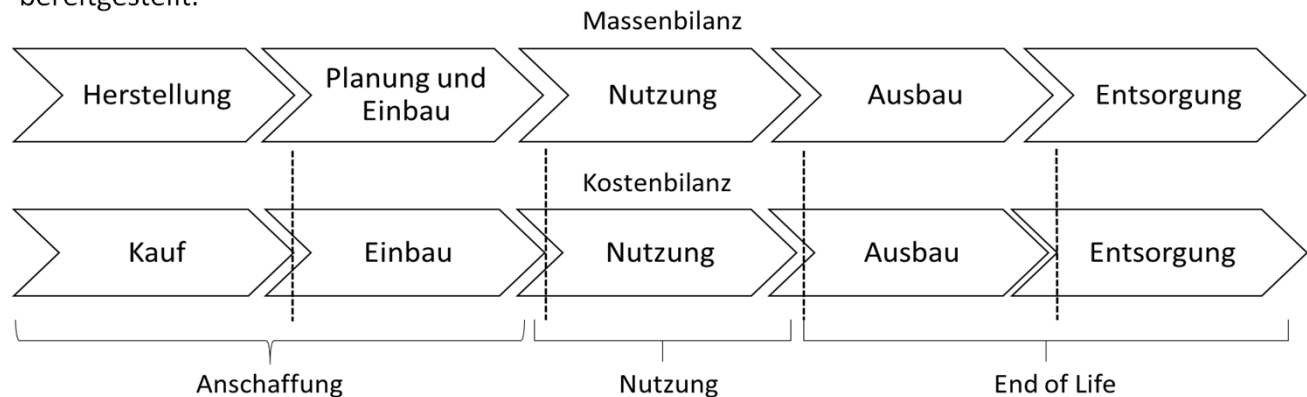 bereitgestellt.
Massenbilanz
Herstellung
Planung und
Einbau
Nutzung
Ausbau
Entsorgung
Kostenbilanz
Kauf
Einbau
Nutzung
Ausbau
Entsorgung
Anschaffung
Nutzung
End of Life